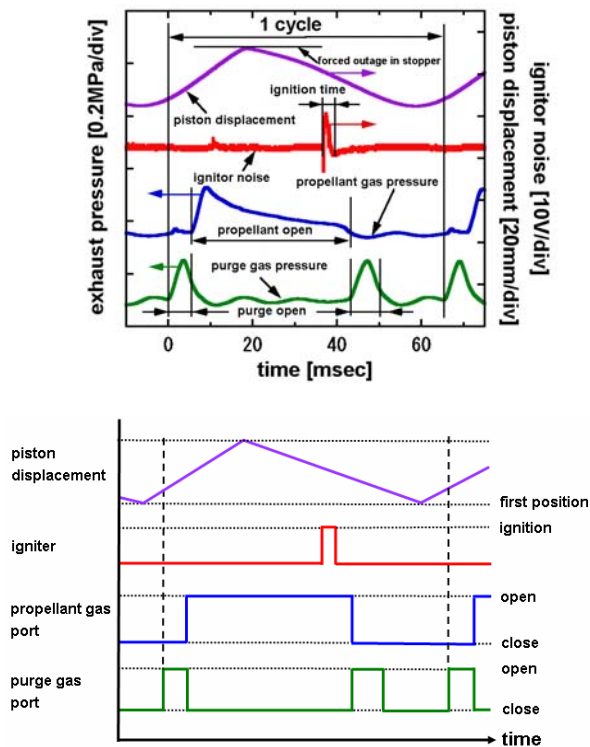 1 cycle
forced outage in stopper
ignition time
piston displacement
ignitor noise
propellant gas pressure
propellant open
purge gas pressure
purge open
exhaust pressure [0.2MPa/div]
piston displacement [20mm/div]
ignitor noise [10V/div]
0
20
40
60
time [msec]
piston
displacement
first position
ignition
igniter
propellant gas
port
open
close
purge gas
port
open
close
time